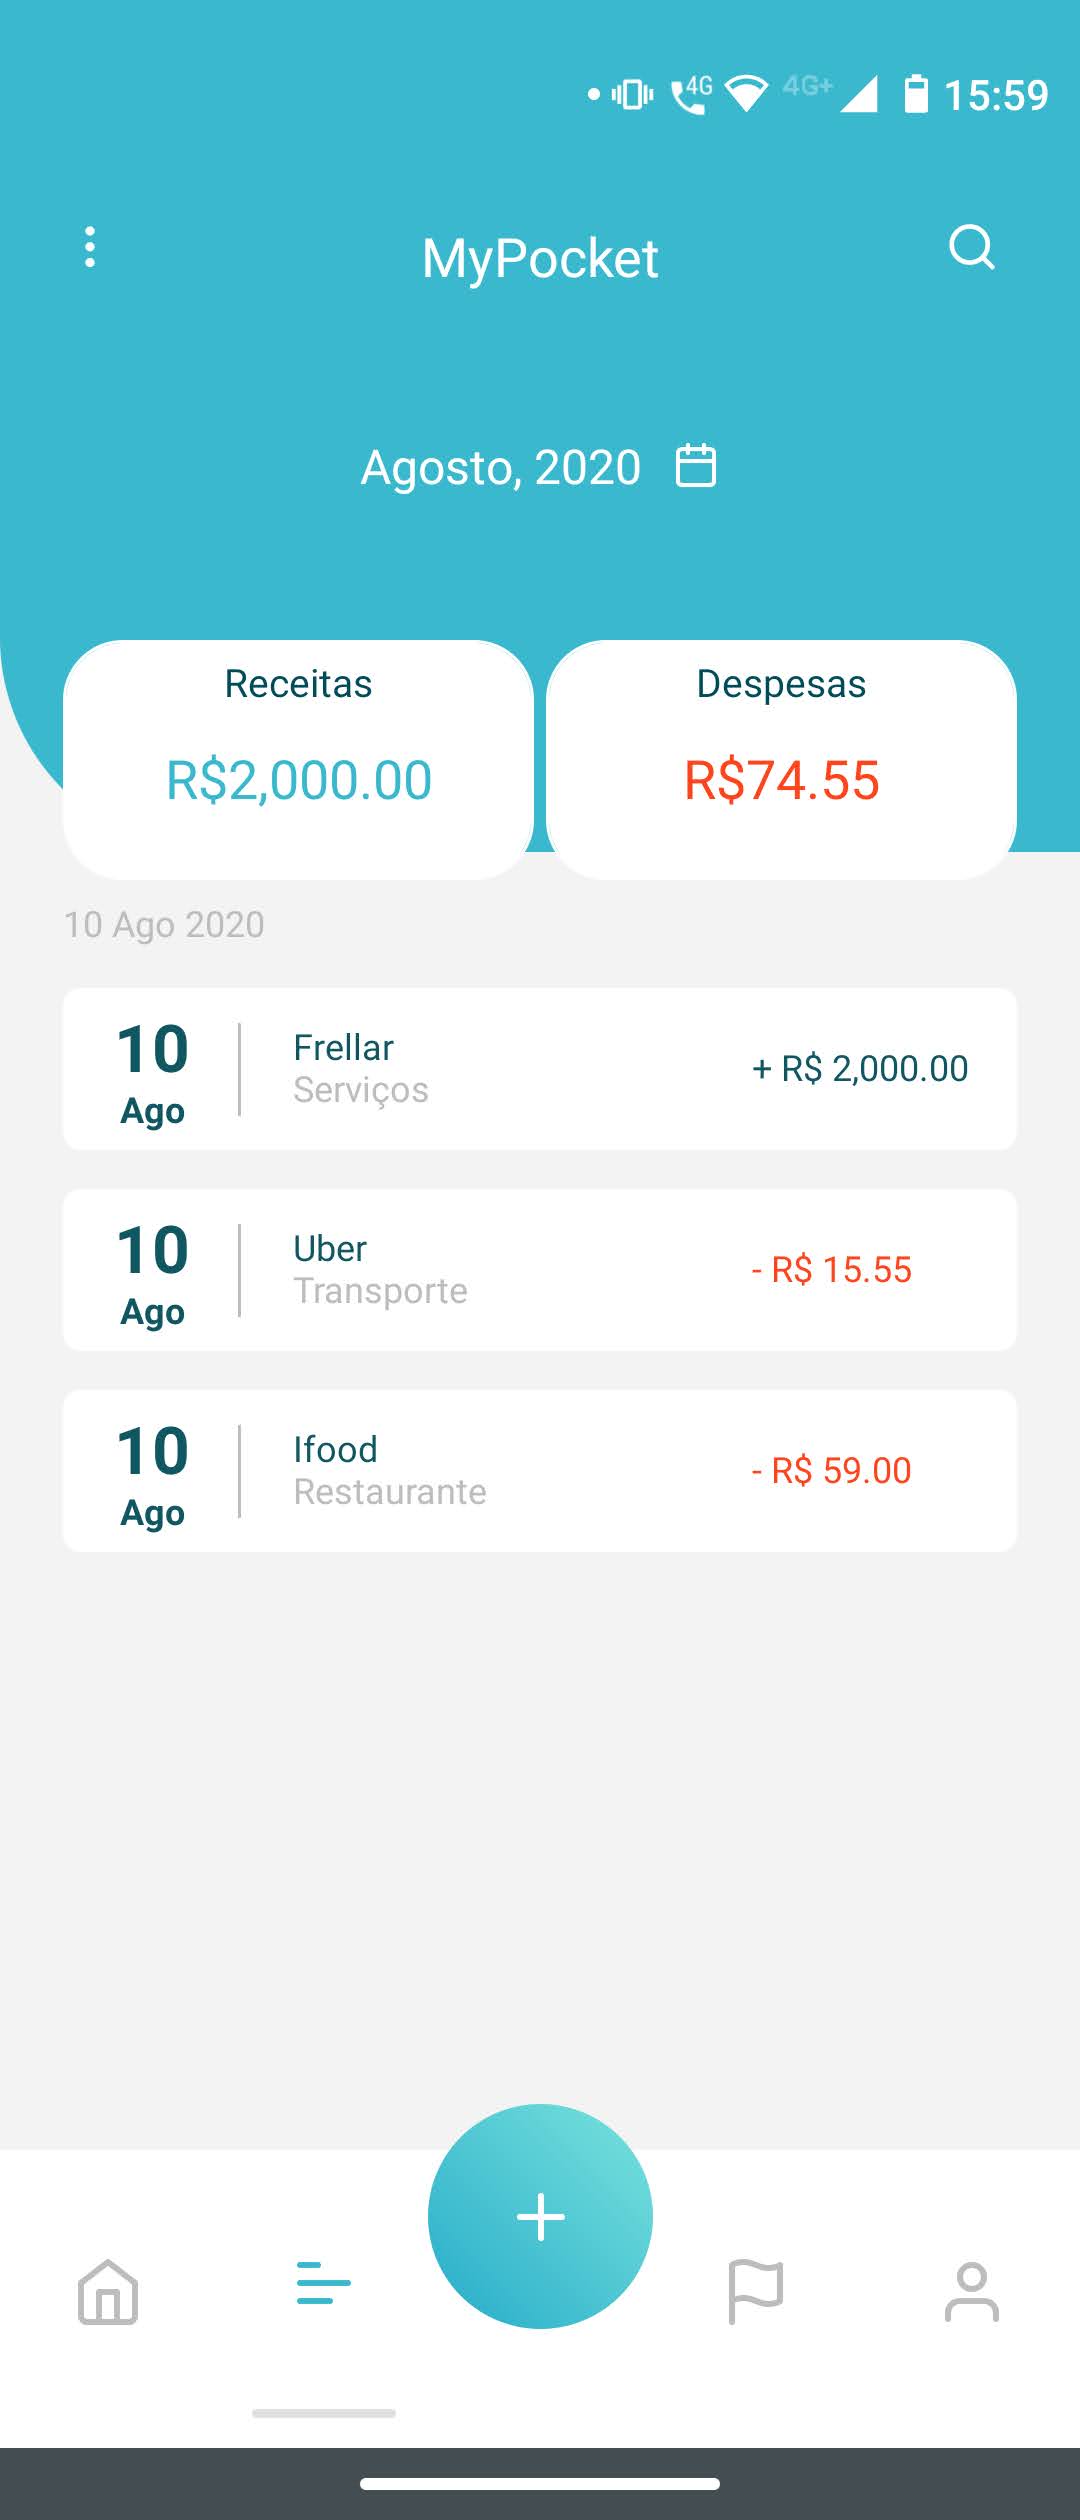 4G 4G+ 15:59
MyPocket
Agosto, 2020
Receitas
R$2,000.00
Despesas
R$74.55
10 Ago 2020
10
Ago
Frellar
Serviços
+ R$ 2,000.00
10
Ago
Uber
Transporte
- R$ 15.55
10
Ago
Ifood
Restaurante
- R$ 59.00